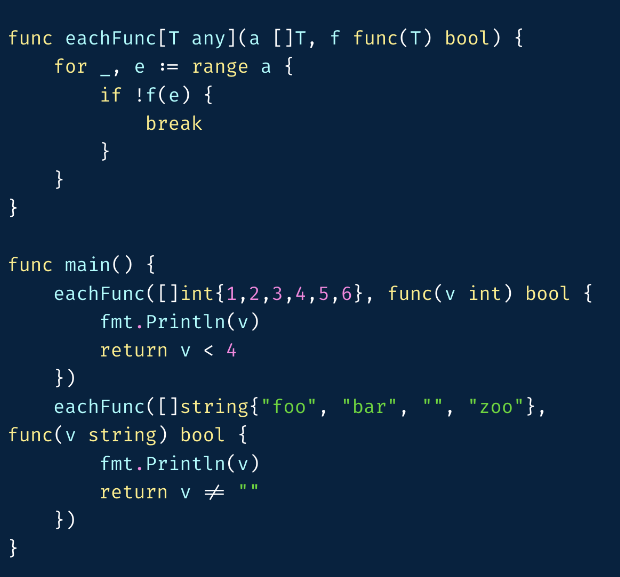 func eachFunc[T any](a []T, f func(T) bool) {
    for _, e := range a {
        if !f(e) {
            break
        }
    }
}

func main() {
    eachFunc([]int{1,2,3,4,5,6}, func(v int) bool {
        fmt.Println(v)
        return v < 4
    })
    eachFunc([]string{"foo", "bar", "", "zoo"},
func(v string) bool {
        fmt.Println(v)
        return v != ""
    })
}